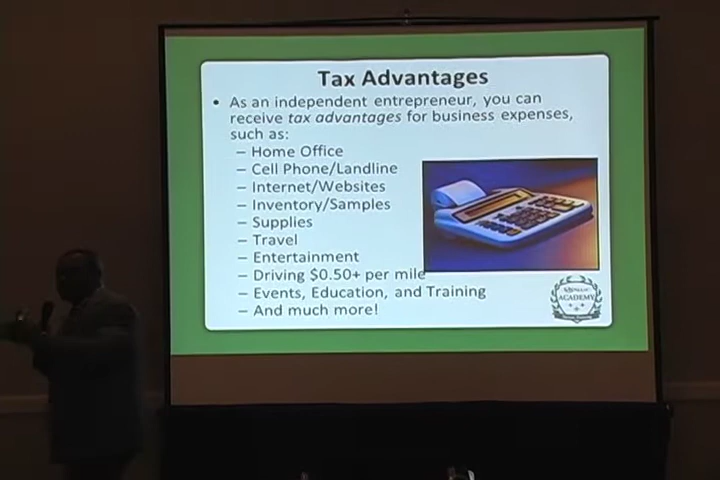 Tax Advantages
• As an independent entrepreneur, you can
receive tax advantages for business expenses,
such as:
– Home Office
– Cell Phone/Landline
– Internet/Websites
– Inventory/Samples
– Supplies
– Travel
– Entertainment
– Driving $0.50+ per mile
– Events, Education, and Training
– And much more!
ACADEMY